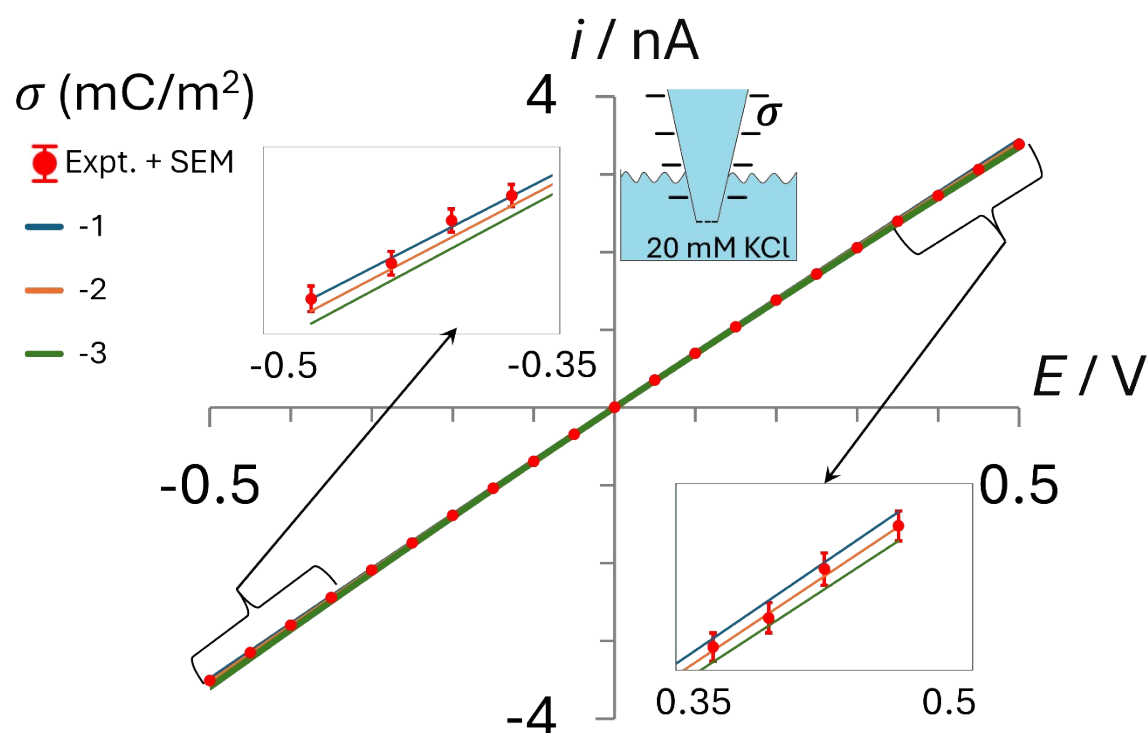 i / nA
4
σ (mC/m²)
Expt. + SEM
-1
-2
-3
σ
20 mM KCl
-0.5
-0.35
E / V
-0.5
0.5
0.35
0.5
-4